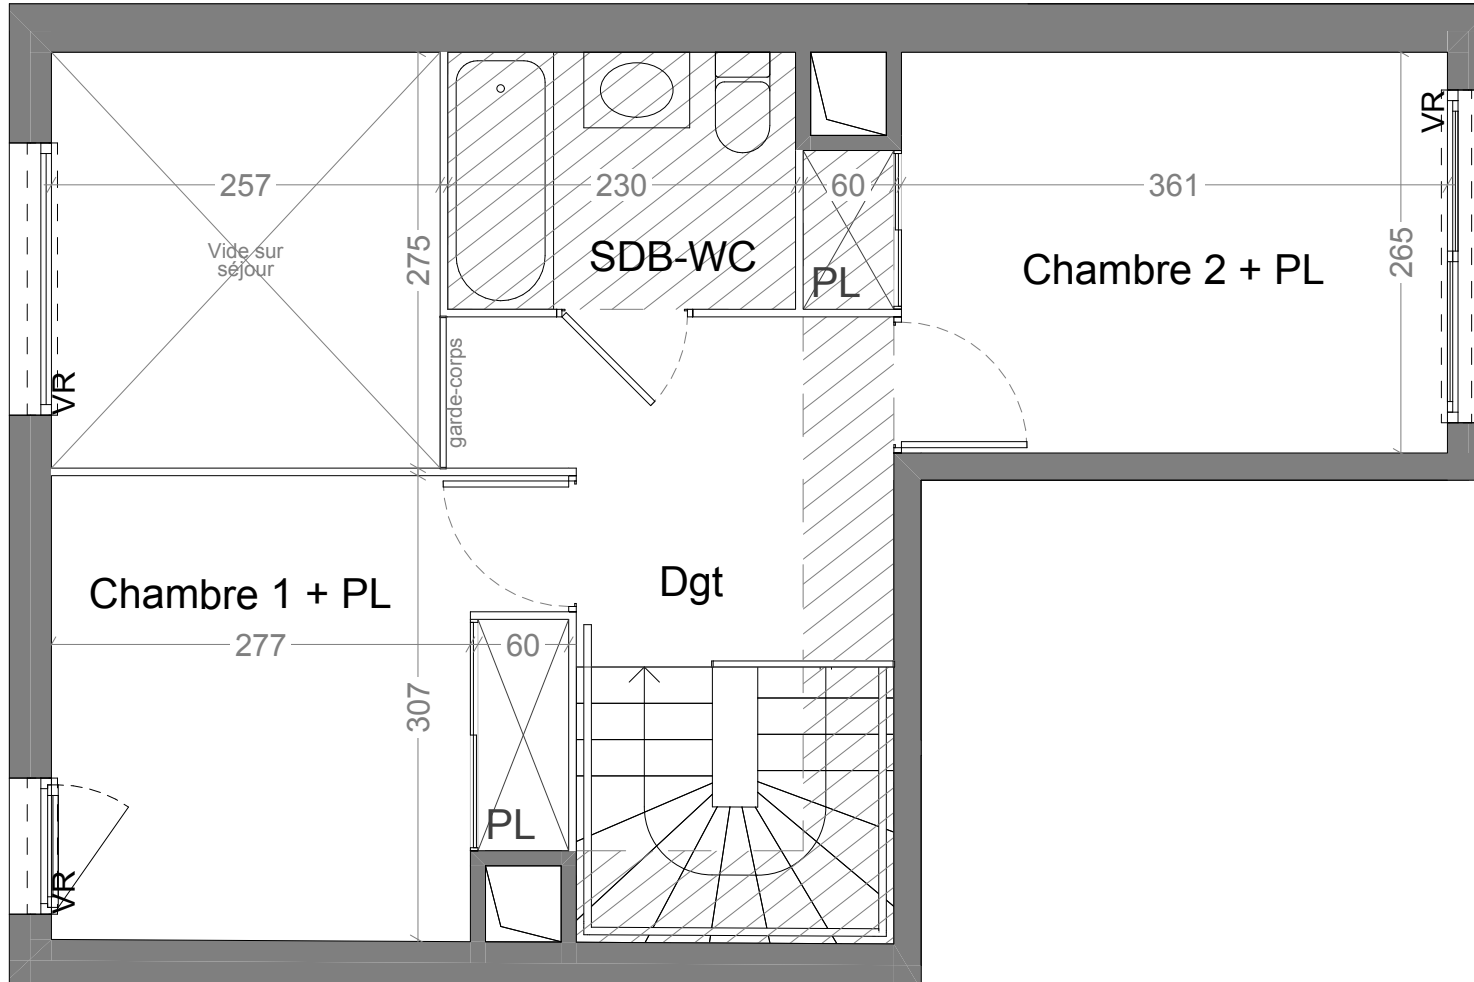 VR
257
230
60
361
Vide sur
séjour
275
SDB-WC
PL
Chambre 2 + PL
265
VR
garde-corps
Chambre 1 + PL
Dgt
277
60
307
PL
VR